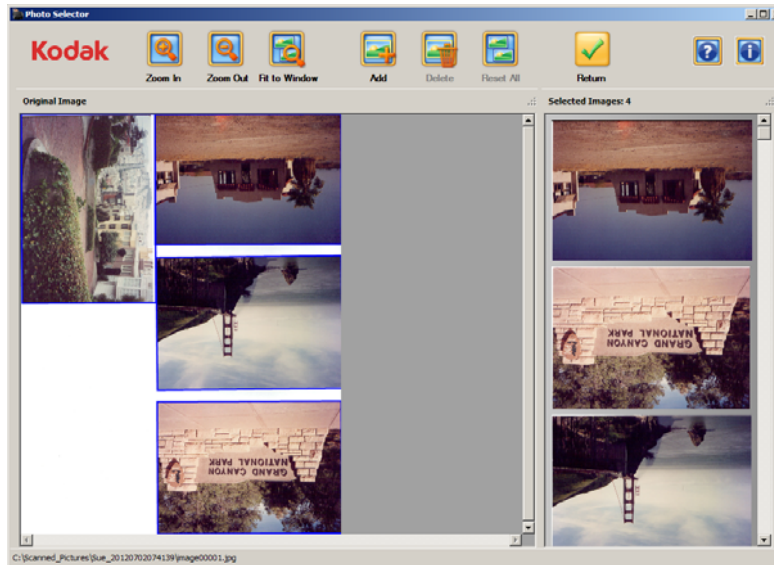 Photo Selector
Kodak
Zoom In
Zoom Out
Fit to Window
Add
Delete
Reset All
Return
Original Image
Selected Images: 4
GRAND CANYON
NATIONAL PARK
GRAND CANYON
NATIONAL PARK
C:\Scanned_Pictures\Sue_20120702074139\image00001.jpg